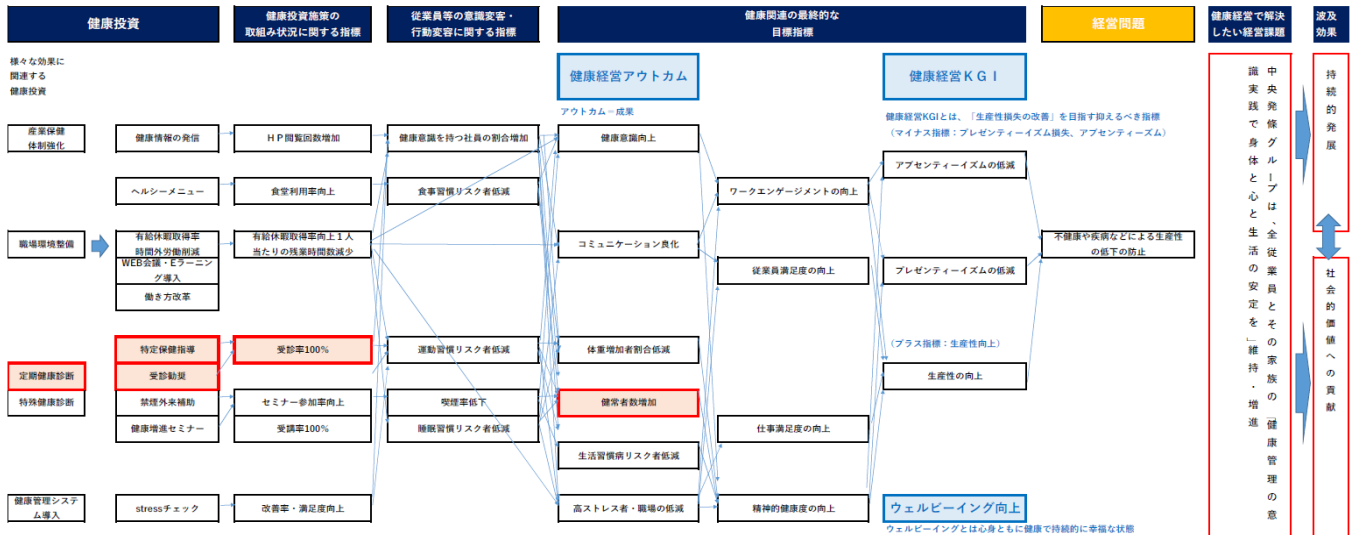 健康投資
健康投資施策の
取組み状況に関する指標
従業員等の意識変容・
行動変容に関する指標
健康関連の最終的な
目標指標
経営問題
健康経営で解決
したい経営課題
波及
効果
様々な効果に
関連する
健康投資
健康経営アウトカム
アウトカム＝成果
健康経営ＫＧＩ
健康経営KGIとは、「生産性損失の改善」を目指す抑えるべき指標
（マイナス指標：プレゼンティーイズム損失、アプセンティーズム）
産業保健
体制強化
健康情報の発信
ＨＰ閲覧回数増加
健康意識を持つ社員の割合増加
健康意識向上
アプセンティーイズムの低減
ヘルシーメニュー
食堂利用率向上
食事習慣リスク者低減
ワークエンゲージメントの向上
職場環境整備
有給休暇取得率
時間外労働削減
有給休暇取得率向上１人
当たりの残業時間数減少
コミュニケーション良化
不健康や疾病などによる生産性
の低下の防止
WEB会議・Eラーニン
グ導入
従業員満足度の向上
プレゼンティーイズムの低減
働き方改革
（プラス指標：生産性向上）
特定保健指導
受診率100%
運動習慣リスク者低減
体重増加者割合低減
定期健康診断
受診勧奨
生産性の向上
特殊健康診断
禁煙外来補助
セミナー参加率向上
喫煙率低下
健常者数増加
健康増進セミナー
受講率100%
睡眠習慣リスク者低減
仕事満足度の向上
生活習慣病リスク者低減
健康管理システ
ム導入
stressチェック
改善率・満足度向上
高ストレス者・職場の低減
精神的健康度の向上
ウェルビーイング向上
ウェルビーイングとは心身ともに健康で持続的に幸福な状態
中央発條グループは、全従業員とその家族の「健康管理の意
識実践で身体と心と生活の安定を」維持・増進
持続的発展
社会的価値への貢献